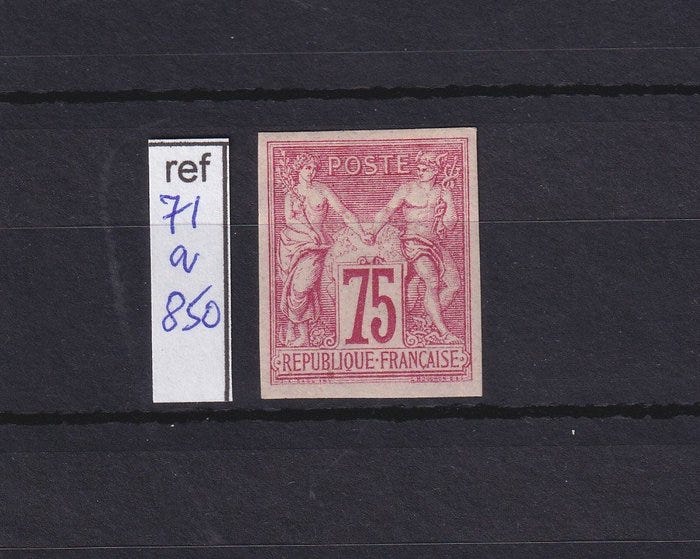 ref
71
a
850
POSTE
75
·REPUBLIQUE·FRANÇAISE·